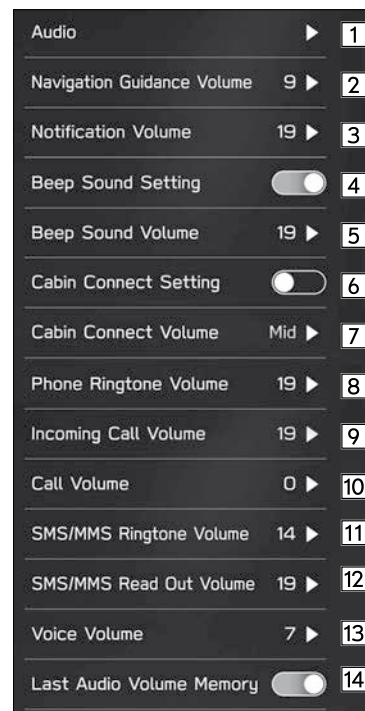 Audio 1
Navigation Guidance Volume 9 2
Notification Volume 19 3
Beep Sound Setting 4
Beep Sound Volume 19 5
Cabin Connect Setting 6
Cabin Connect Volume Mid 7
Phone Ringtone Volume 19 8
Incoming Call Volume 19 9
Call Volume 0 10
SMS/MMS Ringtone Volume 14 11
SMS/MMS Read Out Volume 19 12
Voice Volume 7 13
Last Audio Volume Memory 14